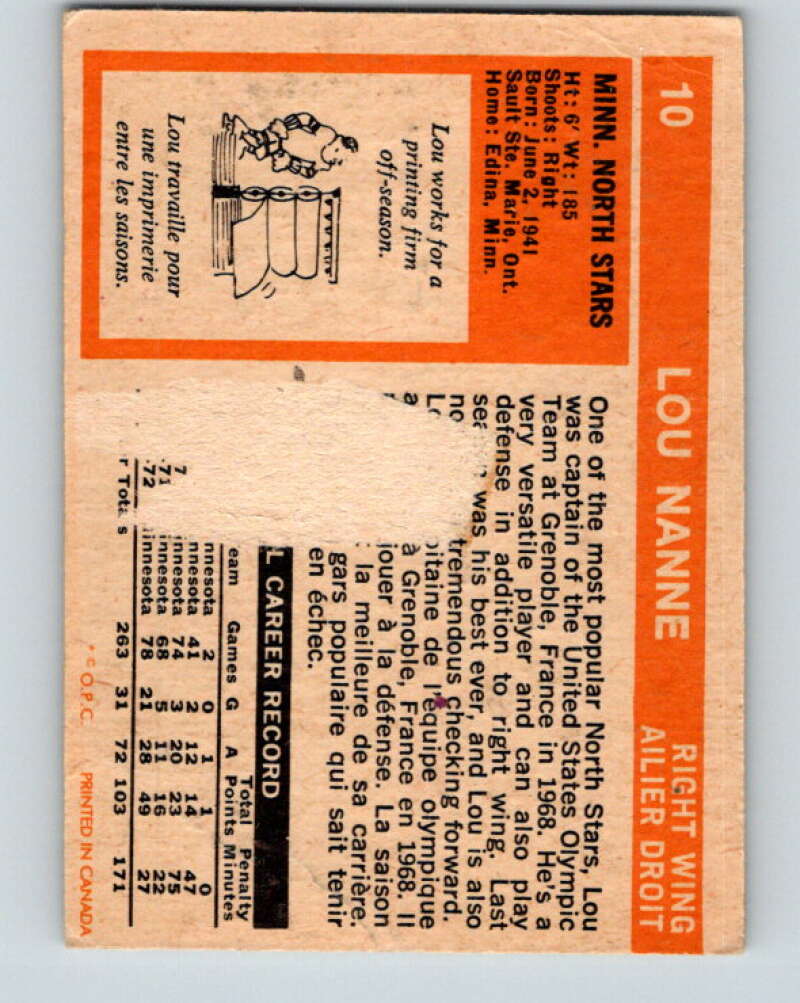 10
LOU NANNE
RIGHT WING
AILIER DROIT
MINN. NORTH STARS
Ht: 6' Wt: 185
Shoots: Right
Born: June 2, 1941
Sault Ste. Marie, Ont.
Home: Edina, Minn.
Lou works for a
printing firm
off-season.
Lou travaille pour
une imprimerie
entre les saisons.
One of the most popular North Stars, Lou
was captain of the United States Olympic
Team at Grenoble, France in 1968. He's a
very versatile player and can also play
defense in addition to right wing. Last
was his best ever, and Lou is also
tremendous checking forward.
de l'équipe olympique
à Grenoble, France en 1968. Il
jouer à la défense. La saison
la meilleure de sa carrière.
gars populaire qui sait tenir
en échec.
CAREER RECORD
Games G A Total Points Penalty Minutes
2 0 1 1 0
41 2 12 14 47
74 3 20 23 75
71 68 5 11 16 22
72 78 21 28 49 27
263 31 72 103 171
* © O.P.C. PRINTED IN CANADA